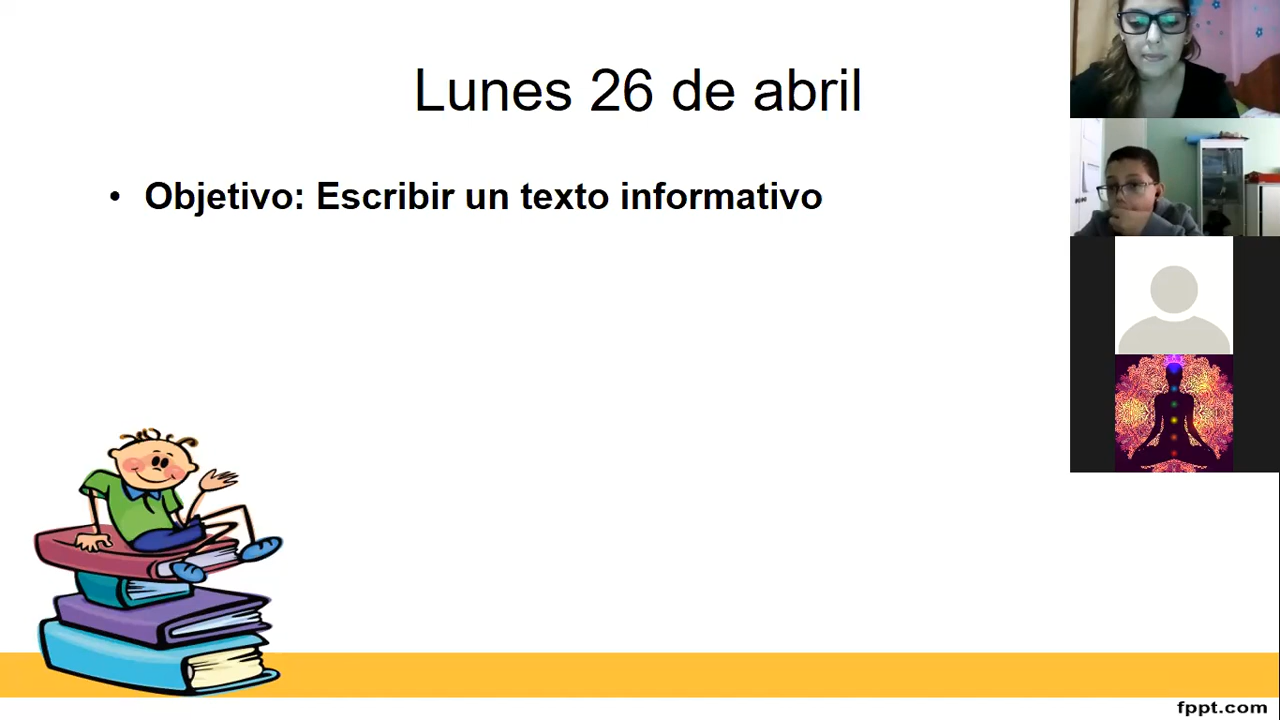 Lunes 26 de abril
• Objetivo: Escribir un texto informativo
fppt.com